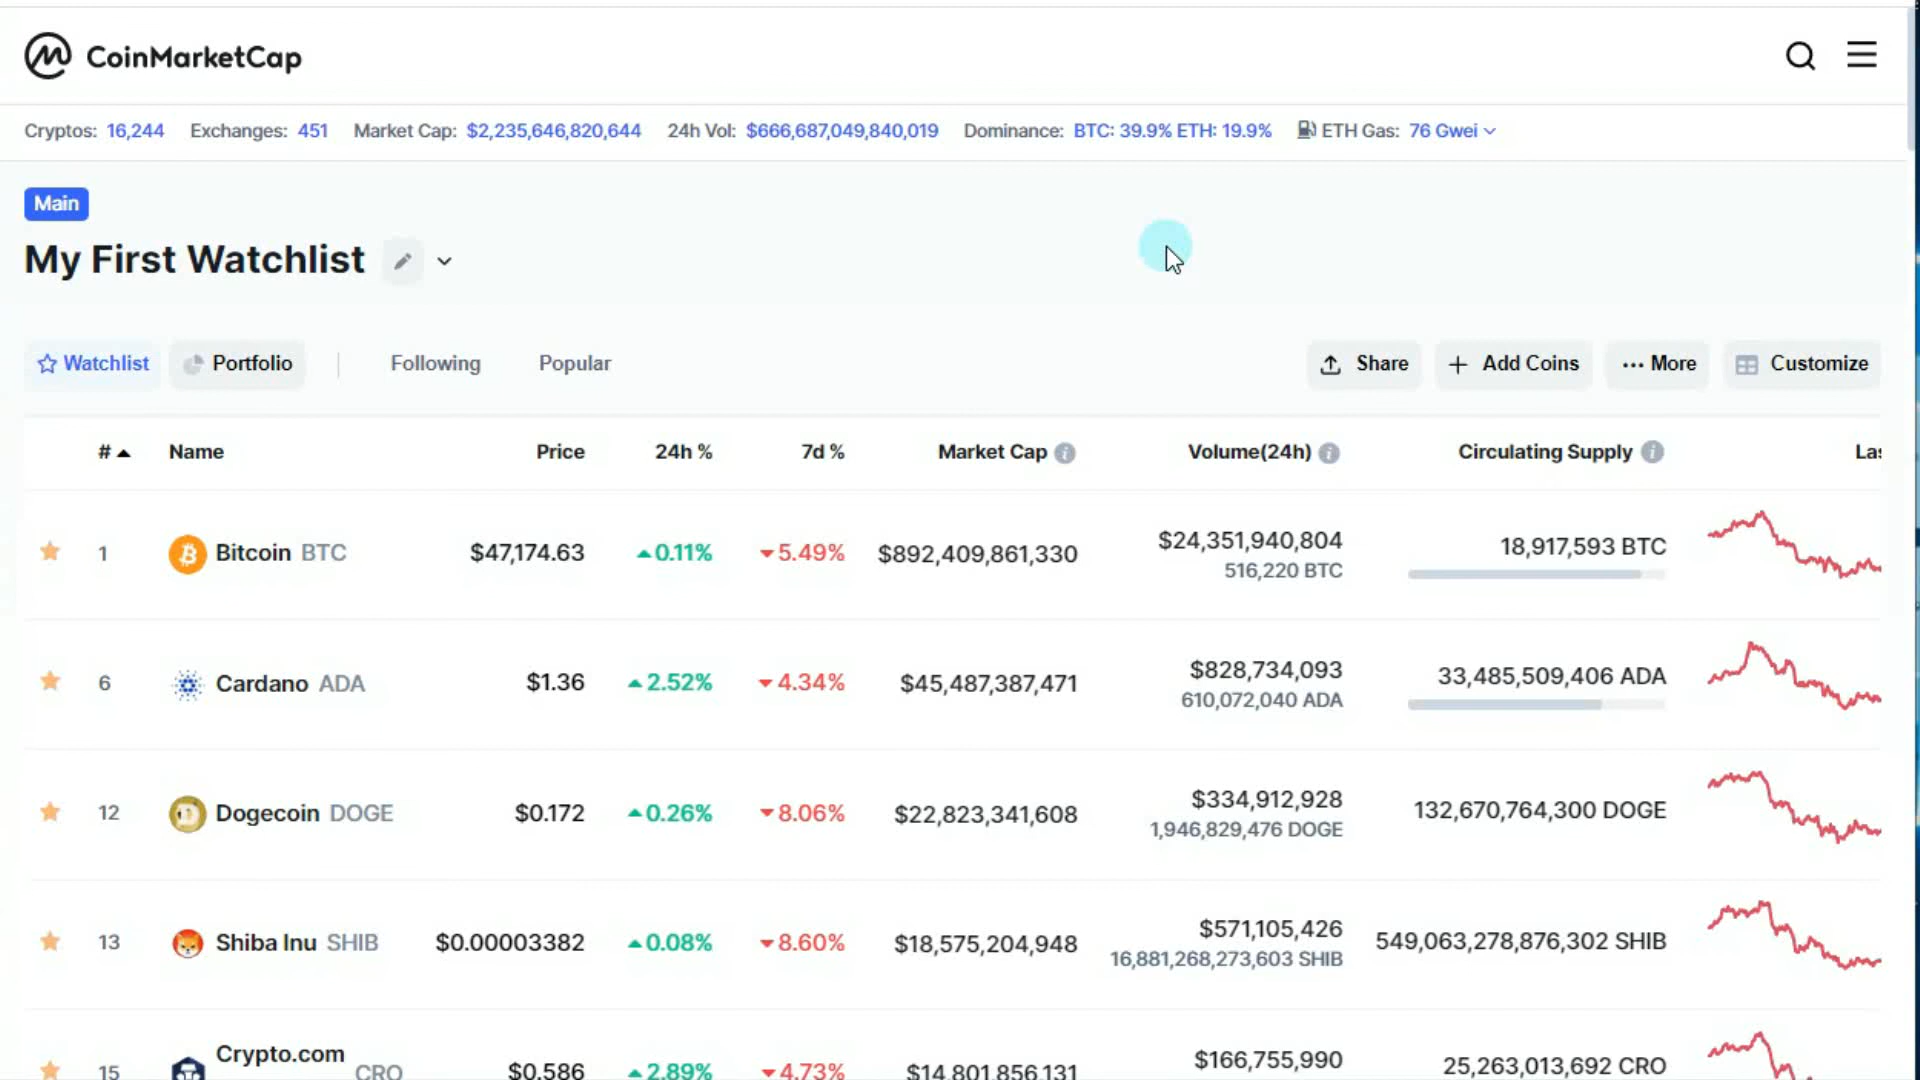 CoinMarketCap
Cryptos: 16,244 Exchanges: 451 Market Cap: $2,235,646,820,644 24h Vol: $666,687,049,840,019 Dominance: BTC: 39.9% ETH: 19.9% ETH Gas: 76 Gwei
Main
My First Watchlist
Watchlist Portfolio Following Popular Share + Add Coins ... More Customize
# Name Price 24h % 7d % Market Cap Volume(24h) Circulating Supply Las
1 Bitcoin BTC $47,174.63 0.11% 5.49% $892,409,861,330 $24,351,940,804 18,917,593 BTC
516,220 BTC
6 Cardano ADA $1.36 2.52% 4.34% $45,487,387,471 $828,734,093 33,485,509,406 ADA
610,072,040 ADA
12 Dogecoin DOGE $0.172 0.26% 8.06% $22,823,341,608 $334,912,928 132,670,764,300 DOGE
1,946,829,476 DOGE
13 Shiba Inu SHIB $0.00003382 0.08% 8.60% $18,575,204,948 $571,105,426 549,063,278,876,302 SHIB
16,881,268,273,603 SHIB
Crypto.com $166,755,990 25,263,013,692 CRO
15 CRO $0.586 2.89% 4.73% $14,801,856,131